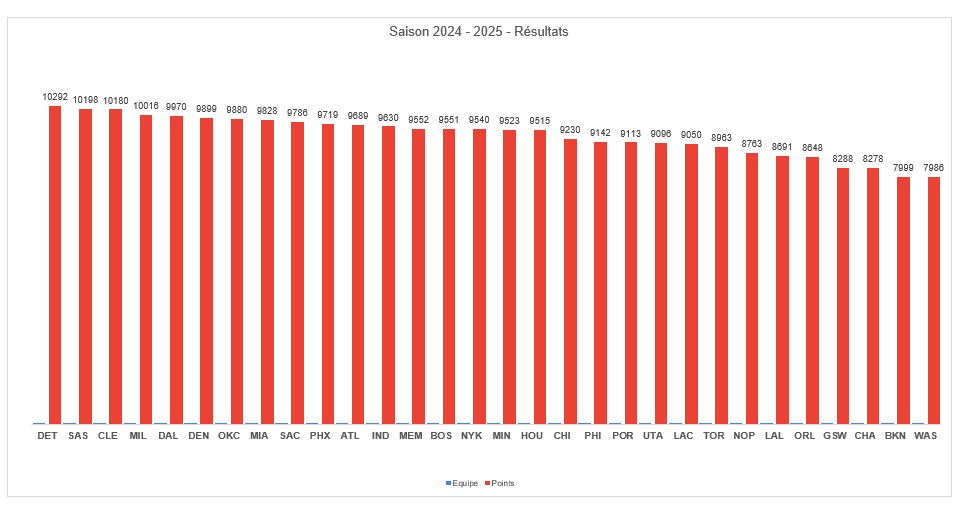 Saison 2024 - 2025 - Résultats
10292 10198 10180 10016 9970 9899 9880 9828 9786 9719 9689 9630 9552 9551 9540 9523 9515 9230 9142 9113 9096 9050 8963 8763 8691 8648 8288 8278 7999 7986
DET SAS CLE MIL DAL DEN OKC MIA SAC PHX ATL IND MEM BOS NYK MIN HOU CHI PHI POR UTA LAC TOR NOP LAL ORL GSW CHA BKN WAS
Equipe Points